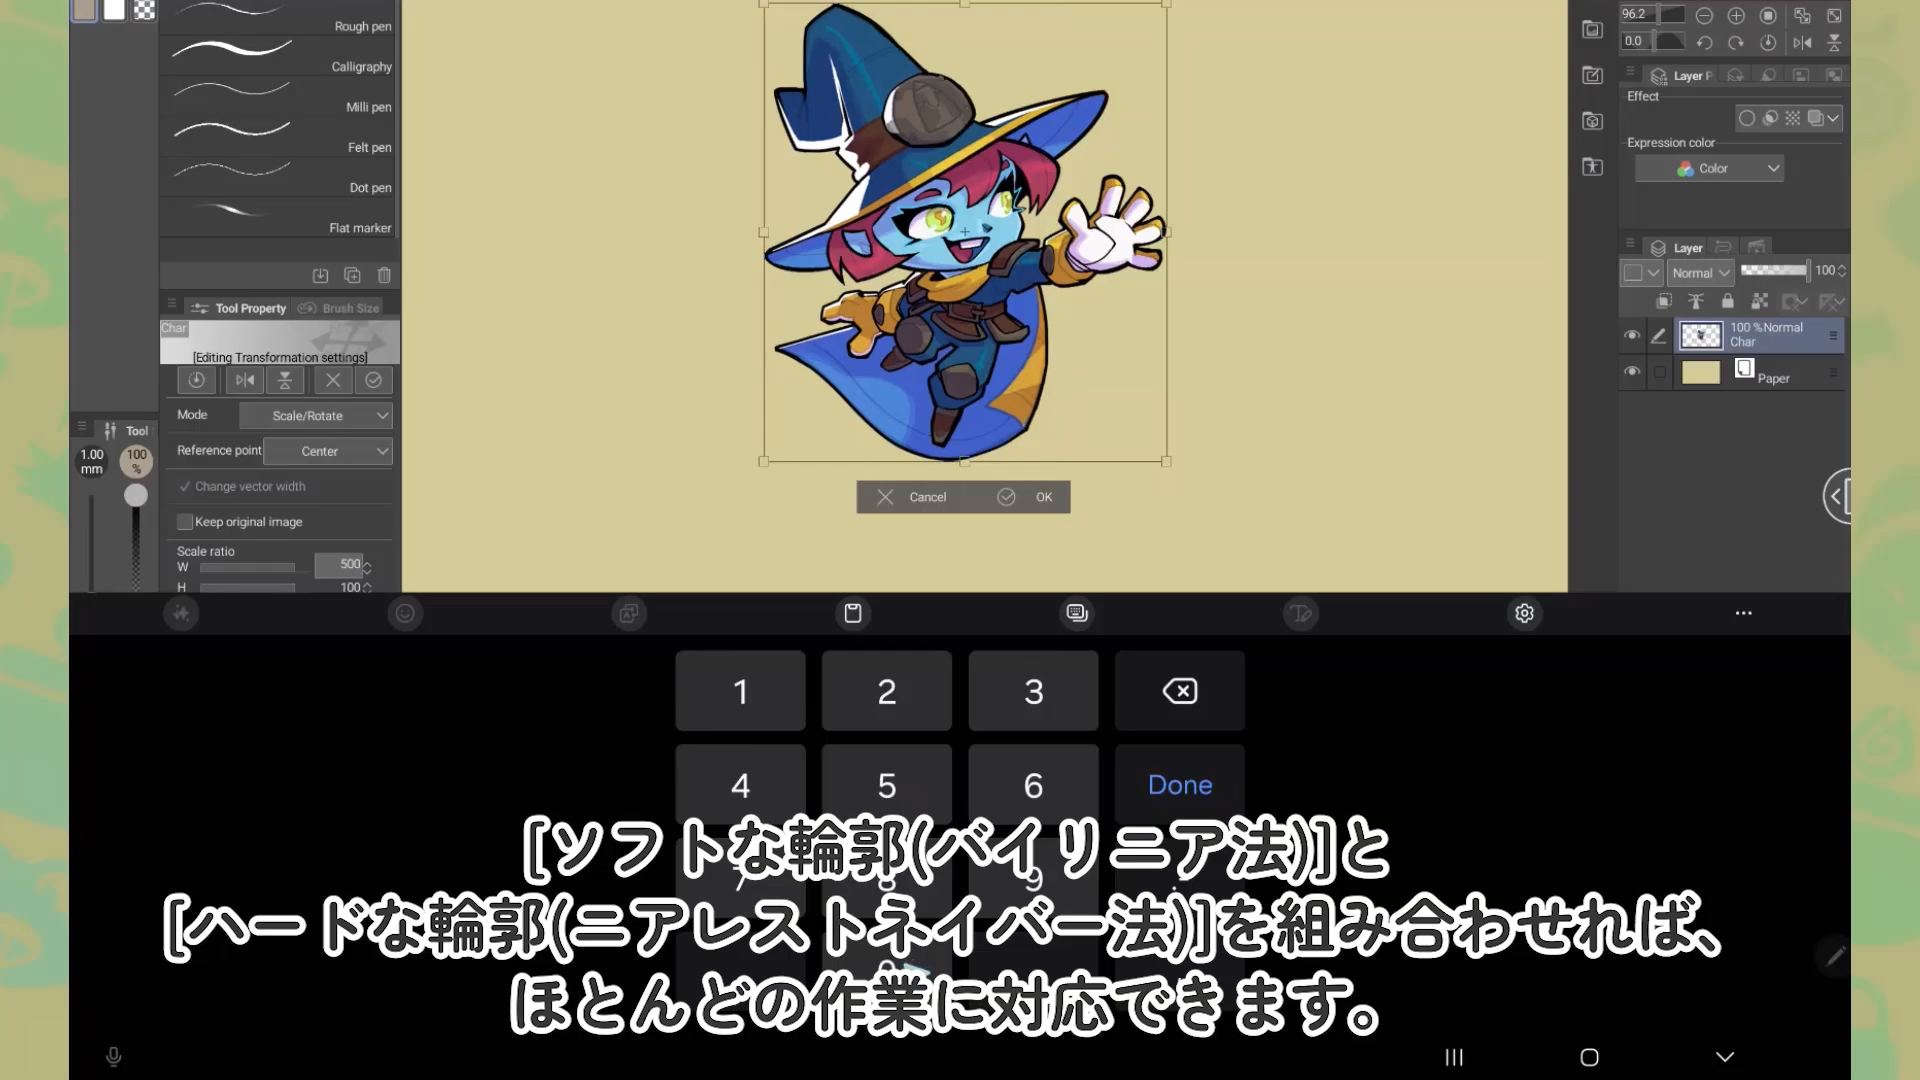 Rough pen
Calligraphy
Milli pen
Felt pen
Dot pen
Flat marker
Tool Property
Brush Size
Char
[Editing Transformation settings]
Mode
Scale/Rotate
Reference point
Center
Change vector width
Keep original image
Scale ratio
W
500
H
100
Tool
1.00
mm
100
%
Cancel
OK
96.2
0.0
Layer P
Effect
Expression color
Color
Layer
Normal
100
100 %Normal
Char
Paper
1
2
3
4
5
6
Done
7
8
9
[ソフトな輪郭(バイリニア法)]と
[ハードな輪郭(ニアレストネイバー法)]を組み合わせれば、
ほとんどの作業に対応できます。